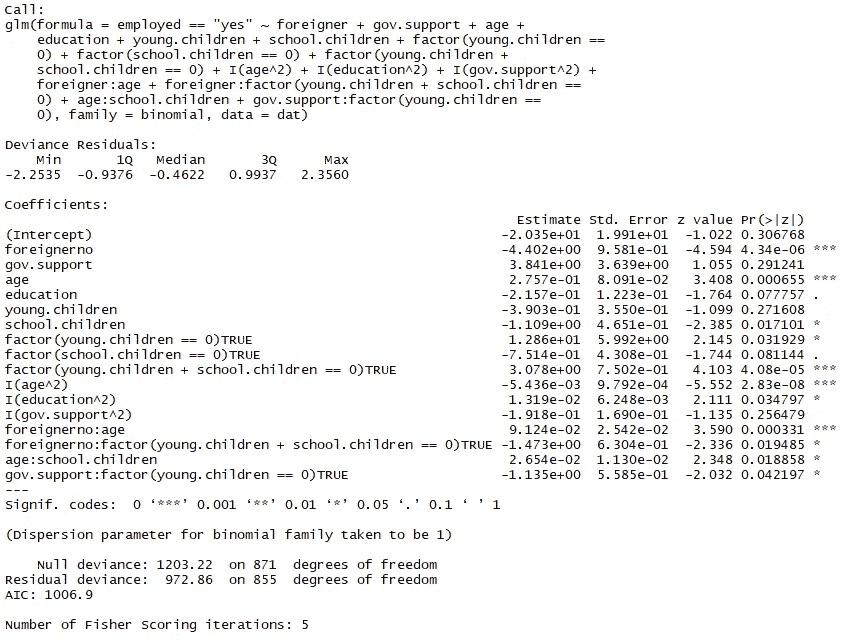 Call:
glm(formula = employed == "yes" ~ foreigner + gov.support + age +
    education + young.children + school.children + factor(young.children ==
    0) + factor(school.children == 0) + factor(young.children +
    school.children == 0) + I(age^2) + I(education^2) + I(gov.support^2) +
    foreigner:age + foreigner:factor(young.children + school.children ==
    0) + age:school.children + gov.support:factor(young.children ==
    0), family = binomial, data = dat)

Deviance Residuals:
    Min      1Q  Median      3Q     Max
-2.2535 -0.9376 -0.4622  0.9937  2.3560

Coefficients:
                                                              Estimate Std. Error z value Pr(>|z|)
(Intercept)                                                 -2.035e+01  1.991e+01  -1.022 0.306768
foreignerno                                                 -4.402e+00  9.581e-01  -4.594 4.34e-06 ***
gov.support                                                  3.841e+00  3.639e+00   1.055 0.291241
age                                                          2.757e-01  8.091e-02   3.408 0.000655 ***
education                                                   -2.157e-01  1.223e-01  -1.764 0.077757 .
young.children                                              -3.903e-01  3.550e-01  -1.099 0.271608
school.children                                             -1.109e+00  4.651e-01  -2.385 0.017101 *
factor(young.children == 0)TRUE                              1.286e+01  5.992e+00   2.145 0.031929 *
factor(school.children == 0)TRUE                            -7.514e-01  4.308e-01  -1.744 0.081144 .
factor(young.children + school.children == 0)TRUE            3.078e+00  7.502e-01   4.103 4.08e-05 ***
I(age^2)                                                    -5.436e-03  9.792e-04  -5.552 2.83e-08 ***
I(education^2)                                               1.319e-02  6.248e-03   2.111 0.034797 *
I(gov.support^2)                                            -1.918e-01  1.690e-01  -1.135 0.256479
foreignerno:age                                              9.124e-02  2.542e-02   3.590 0.000331 ***
foreignerno:factor(young.children + school.children == 0)TRUE -1.473e+00  6.304e-01  -2.336 0.019485 *
age:school.children                                          2.654e-02  1.130e-02   2.348 0.018858 *
gov.support:factor(young.children == 0)TRUE                 -1.135e+00  5.585e-01  -2.032 0.042197 *
---
Signif. codes:  0 ‘***’ 0.001 ‘**’ 0.01 ‘*’ 0.05 ‘.’ 0.1 ‘ ’ 1

(Dispersion parameter for binomial family taken to be 1)

    Null deviance: 1203.22  on 871  degrees of freedom
Residual deviance:  972.86  on 855  degrees of freedom
AIC: 1006.9

Number of Fisher Scoring iterations: 5